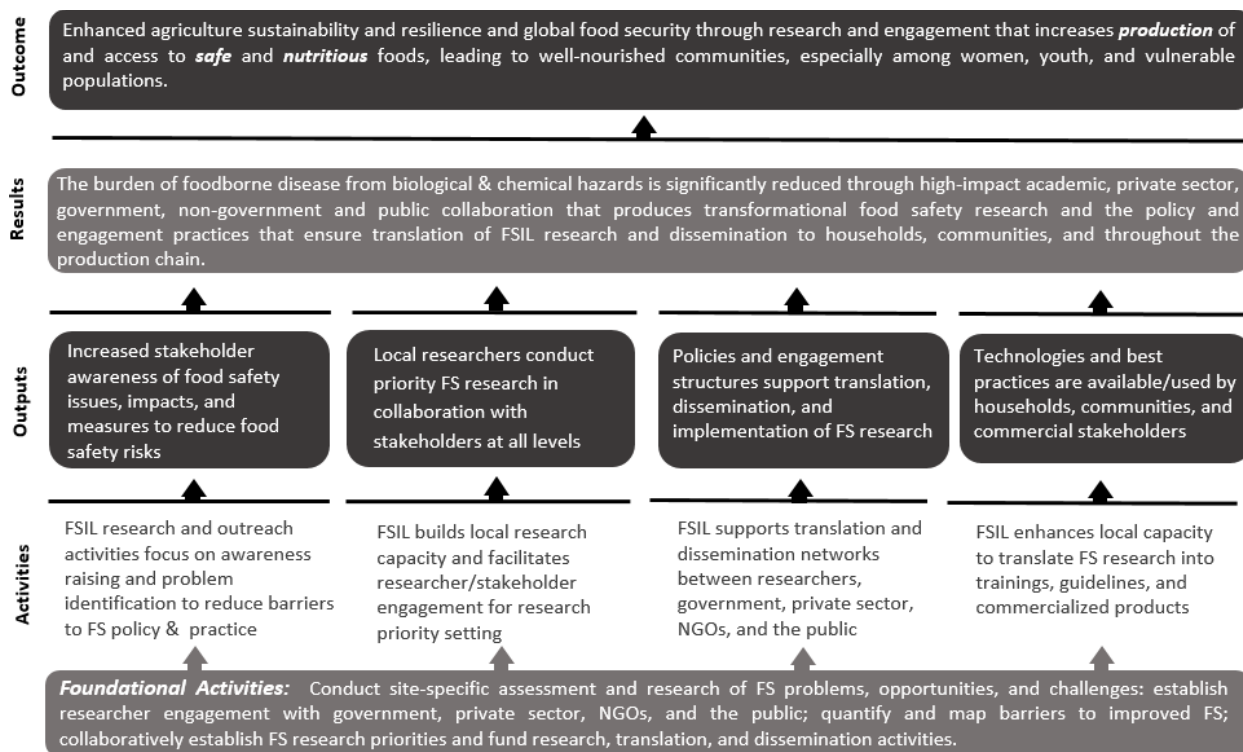 Outcome
Enhanced agriculture sustainability and resilience and global food security through research and engagement that increases production of
and access to safe and nutritious foods, leading to well-nourished communities, especially among women, youth, and vulnerable
populations.
Results
The burden of foodborne disease from biological & chemical hazards is significantly reduced through high-impact academic, private sector,
government, non-government and public collaboration that produces transformational food safety research and the policy and
engagement practices that ensure translation of FSIL research and dissemination to households, communities, and throughout the
production chain.
Outputs
Increased stakeholder
awareness of food safety
issues, impacts, and
measures to reduce food
safety risks
Local researchers conduct
priority FS research in
collaboration with
stakeholders at all levels
Policies and engagement
structures support translation,
dissemination, and
implementation of FS research
Technologies and best
practices are available/used by
households, communities, and
commercial stakeholders
Activities
FSIL research and outreach
activities focus on awareness
raising and problem
identification to reduce barriers
to FS policy & practice
FSIL builds local research
capacity and facilitates
researcher/stakeholder
engagement for research
priority setting
FSIL supports translation and
dissemination networks
between researchers,
government, private sector,
NGOs, and the public
FSIL enhances local capacity
to translate FS research into
trainings, guidelines, and
commercialized products
Foundational Activities: Conduct site-specific assessment and research of FS problems, opportunities, and challenges: establish
researcher engagement with government, private sector, NGOs, and the public; quantify and map barriers to improved FS;
collaboratively establish FS research priorities and fund research, translation, and dissemination activities.